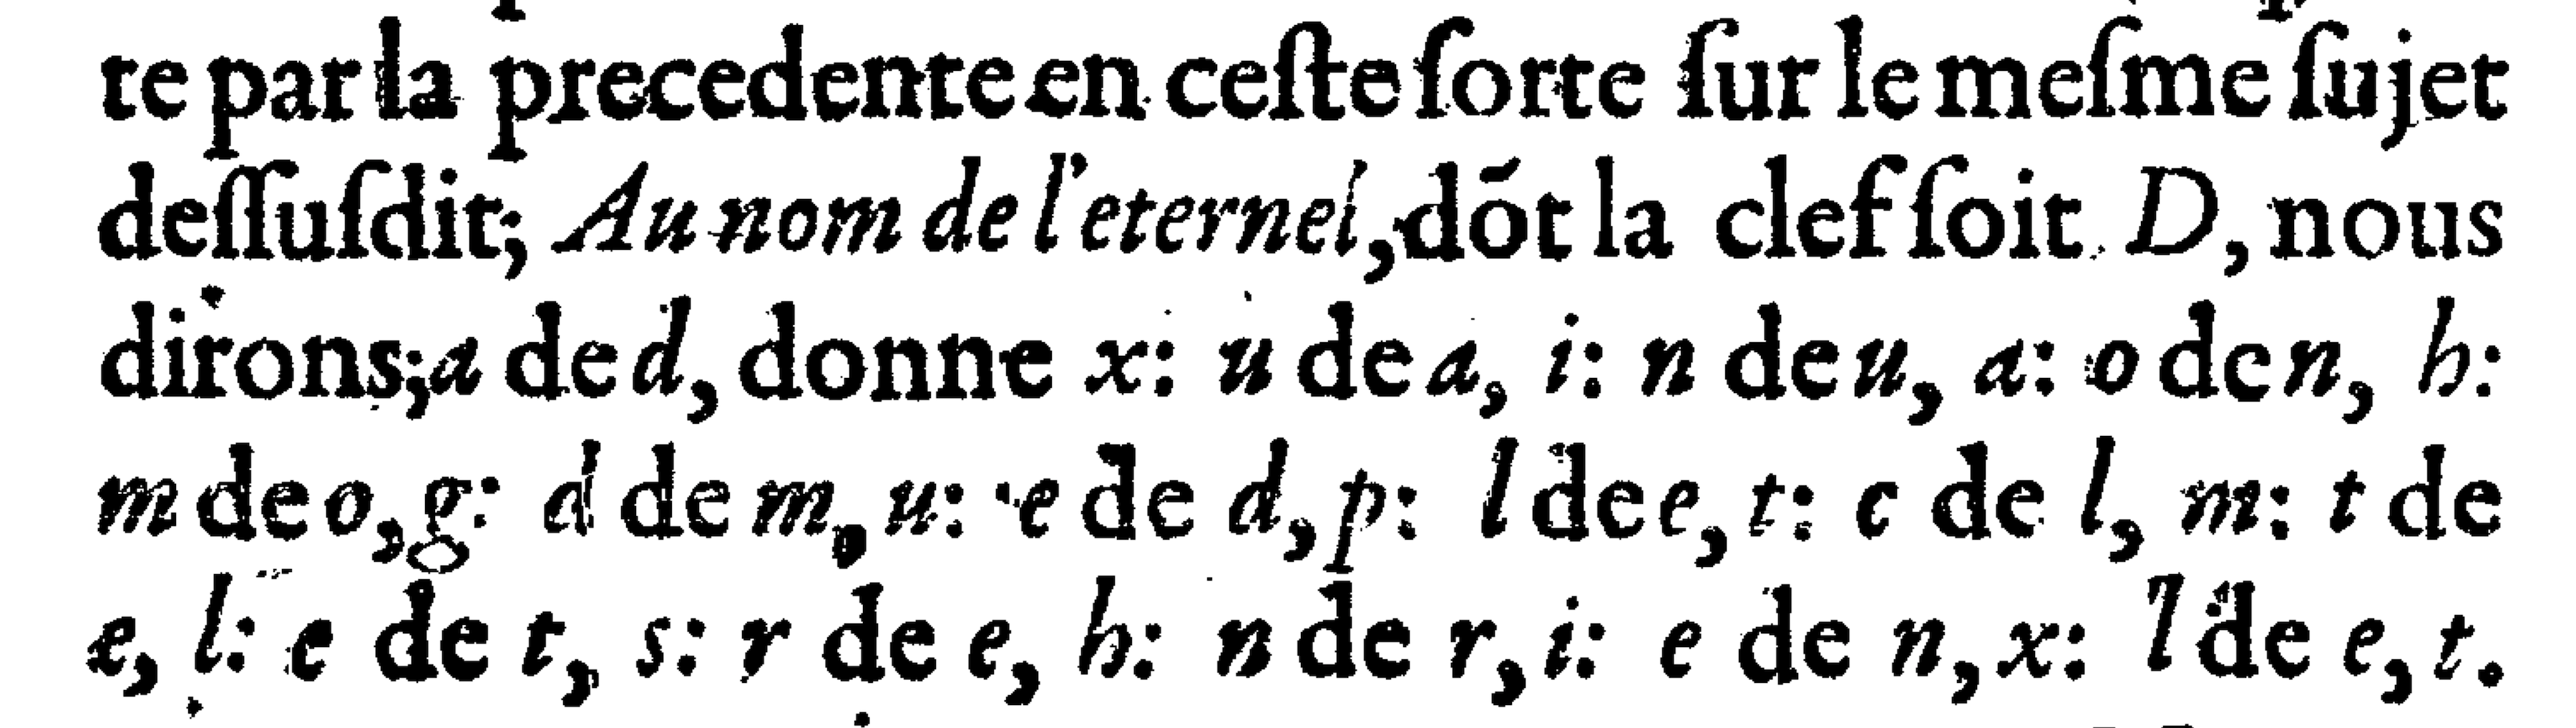 te par la precedente en ceſte ſorte ſur le meſme ſujet
deſſuſdit; Au nom de l'eternel, dõt la clef ſoit D, nous
dirons; a de d, donne x: u de a, i: n de u, a: o de n, h:
m de o, g: d de m, u: e de d, p: l de e, t: c de l, m: t de
e, l: e de t, s: r de e, h: n de r, i: e de n, x: l de e, t.